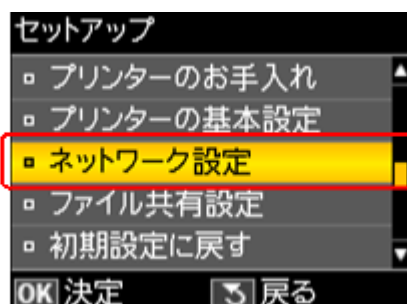 セットアップ
プリンターのお手入れ
プリンターの基本設定
ネットワーク設定
ファイル共有設定
初期設定に戻す
OK 決定 戻る